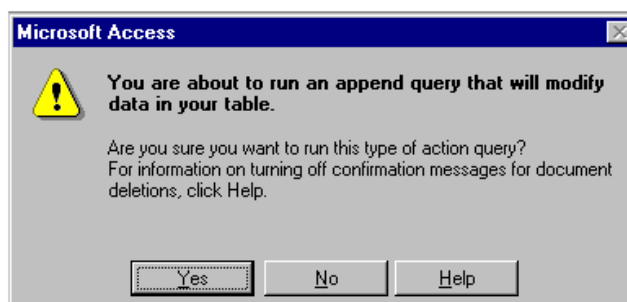 Microsoft Access
You are about to run an append query that will modify
data in your table.
Are you sure you want to run this type of action query?
For information on turning off confirmation messages for document
deletions, click Help.
Yes No Help